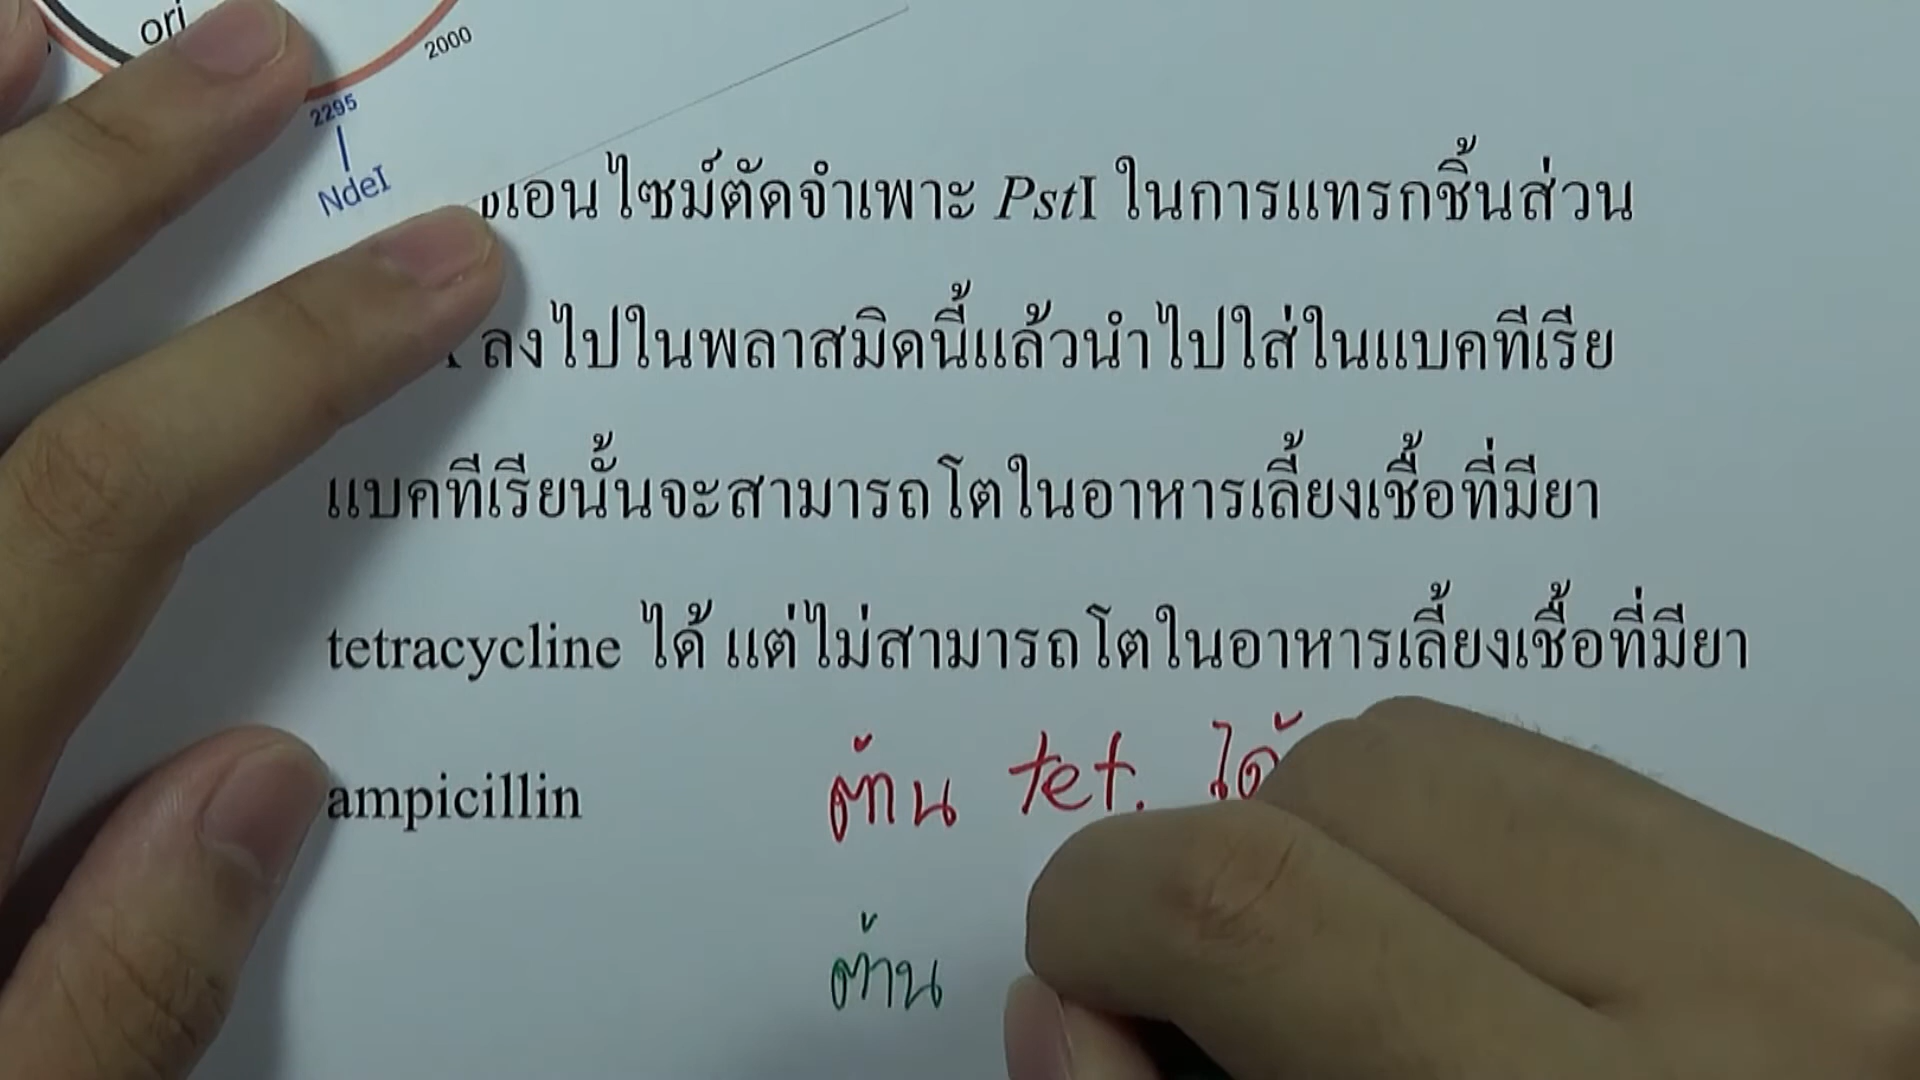 ori
2000
2295
NdeI
เอนไซม์ตัดจำเพาะ PstI ในการแทรกชิ้นส่วน
ลงไปในพลาสมิดนี้แล้วนำไปใส่ในแบคทีเรีย
แบคทีเรียนั้นจะสามารถโตในอาหารเลี้ยงเชื้อที่มียา
tetracycline ได้ แต่ไม่สามารถโตในอาหารเลี้ยงเชื้อที่มียา
ampicillin
ต้าน tet. ได้
ต้าน